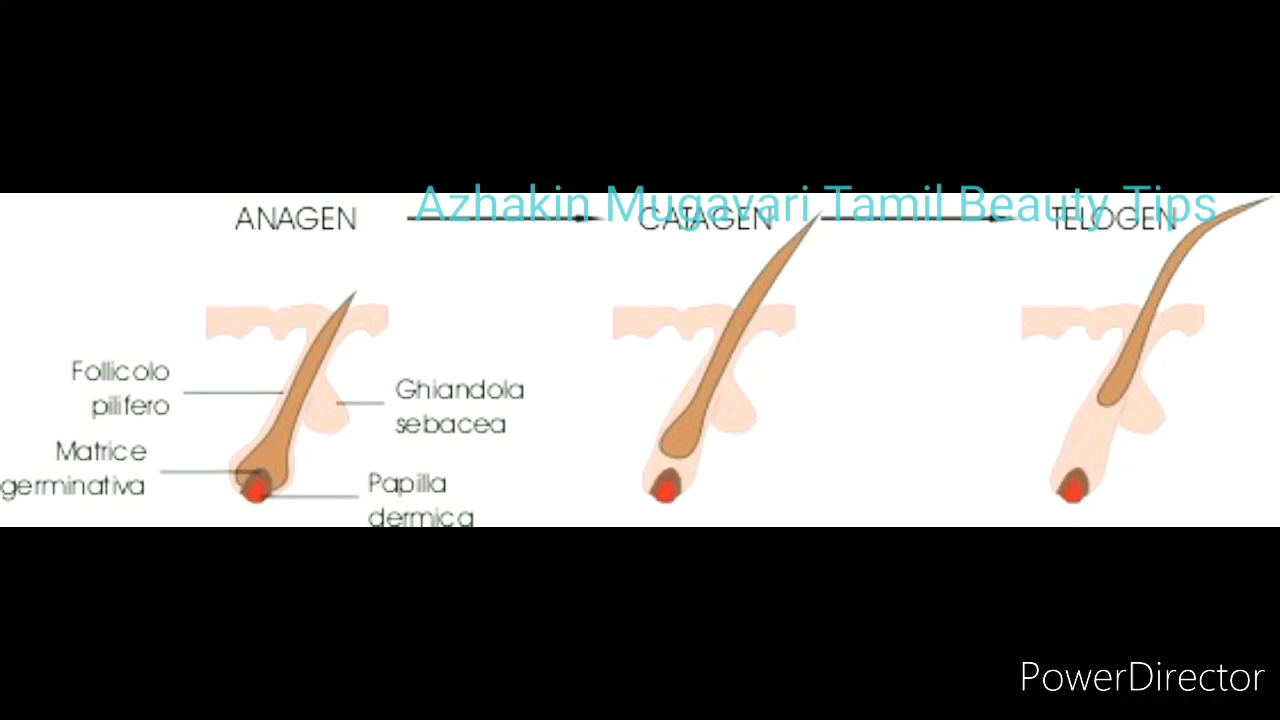 Azhakin Mugavari Tamil Beauty Tips
ANAGEN CATAGEN TELOGEN
Follicolo
pilifero
Ghiandola
sebacea
Matrice
germinativa
Papilla
dermica
PowerDirector